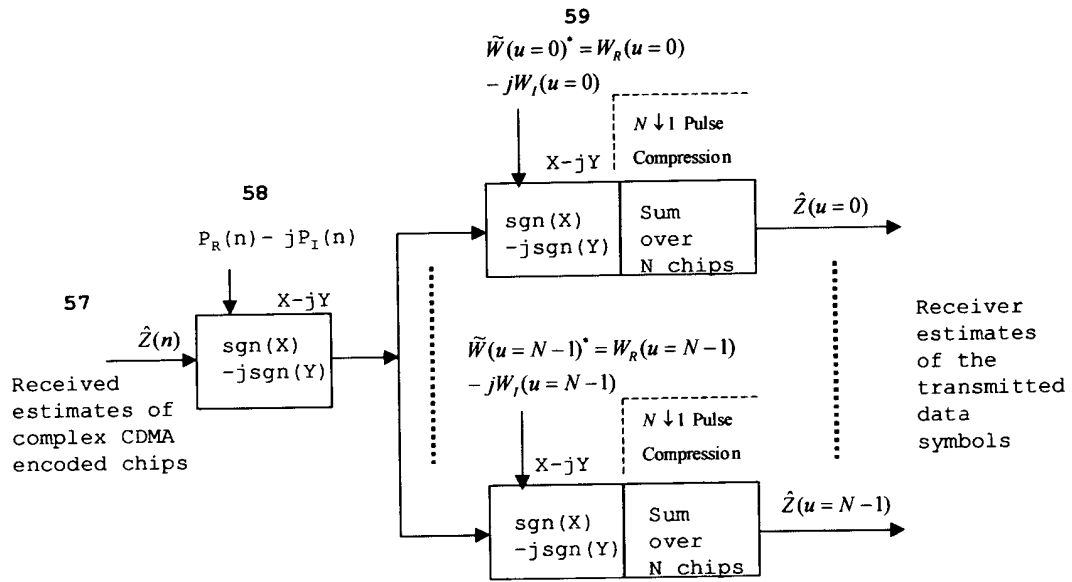 59
W̃(u=0)* = W_R(u=0)
- jW_I(u=0)
N ↓ 1 Pulse
Compression
X-jY
58
P_R(n)- jP_I(n)
sgn(X)
-jsgn(Y)
Sum
over
N chips
Ẑ(u=0)
57
X-jY
Ẑ(n)
sgn(X)
-jsgn(Y)
Received
estimates of
complex CDMA
encoded chips
W̃(u=N-1)* = W_R(u=N-1)
- jW_I(u=N-1)
N ↓ 1 Pulse
Compression
X-jY
sgn(X)
-jsgn(Y)
Sum
over
N chips
Ẑ(u=N-1)
Receiver
estimates
of the
transmitted
data
symbols